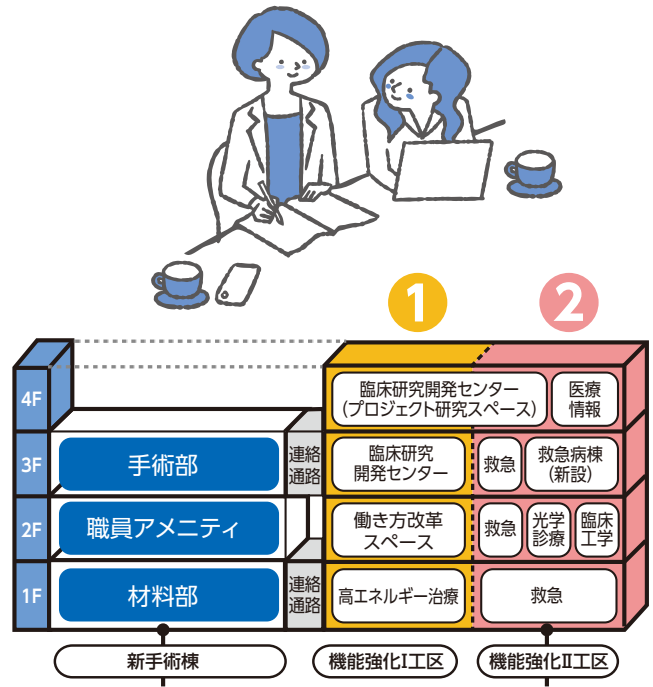 1
2
4F
臨床研究開発センター
(プロジェクト研究スペース)
医療
情報
3F
手術部
連絡
通路
臨床研究
開発センター
救急
救急病棟
(新設)
2F
職員アメニティ
働き方改革
スペース
救急
光学
診療
臨床
工学
1F
材料部
連絡
通路
高エネルギー治療
救急
新手術棟
機能強化Ⅰ工区
機能強化Ⅱ工区